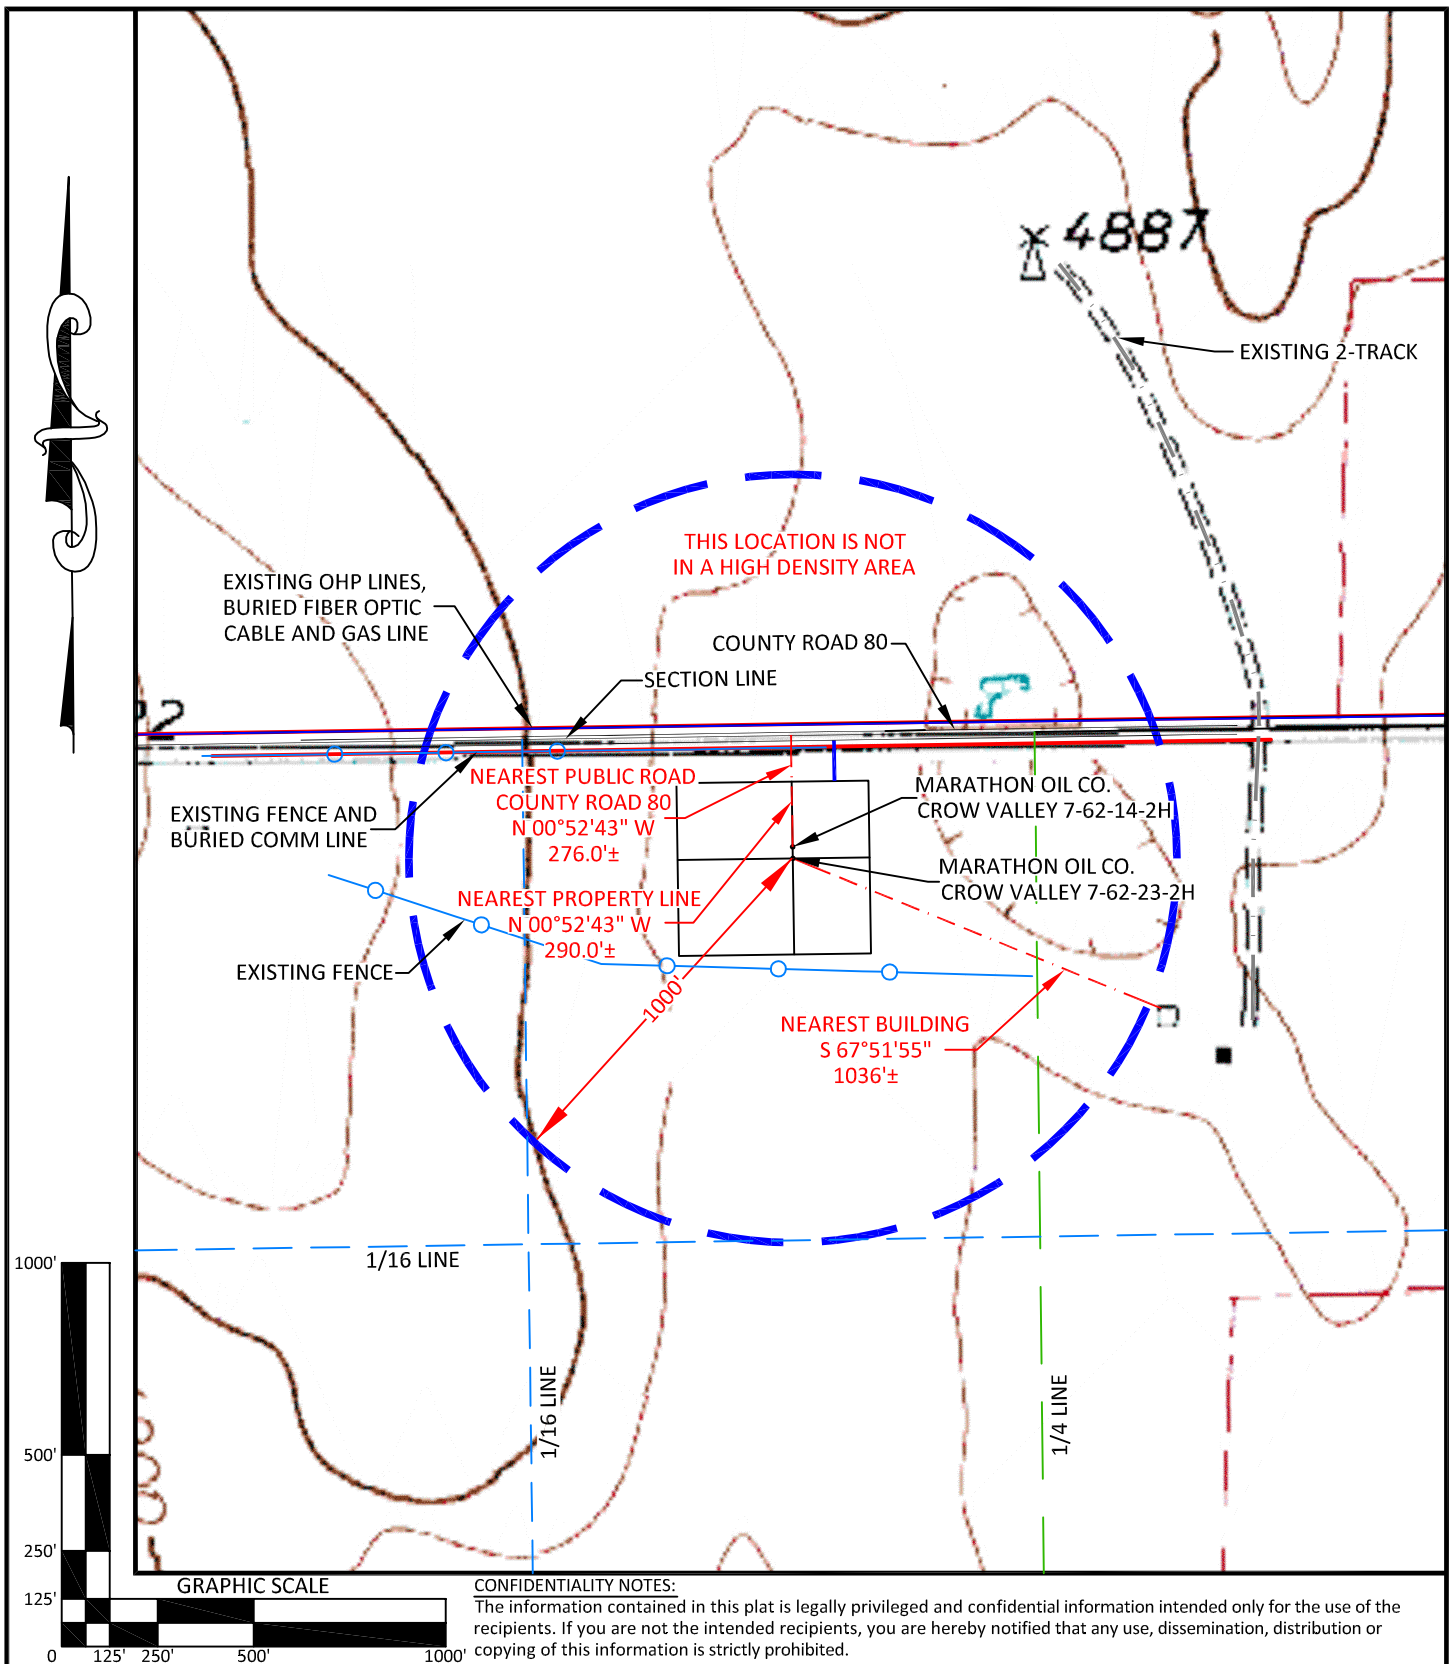 4887
EXISTING 2-TRACK
THIS LOCATION IS NOT
IN A HIGH DENSITY AREA
EXISTING OHP LINES,
BURIED FIBER OPTIC
CABLE AND GAS LINE
COUNTY ROAD 80
SECTION LINE
NEAREST PUBLIC ROAD
COUNTY ROAD 80
N 00°52'43" W
276.0'±
MARATHON OIL CO.
CROW VALLEY 7-62-14-2H
EXISTING FENCE AND
BURIED COMM LINE
MARATHON OIL CO.
CROW VALLEY 7-62-23-2H
NEAREST PROPERTY LINE
N 00°52'43" W
290.0'±
EXISTING FENCE
1000'
NEAREST BUILDING
S 67°51'55"
1036'±
1/16 LINE
1/16 LINE
1/4 LINE
1000'
500'
250'
125'
GRAPHIC SCALE
0 125' 250' 500' 1000'
CONFIDENTIALITY NOTES:
The information contained in this plat is legally privileged and confidential information intended only for the use of the
recipients. If you are not the intended recipients, you are hereby notified that any use, dissemination, distribution or
copying of this information is strictly prohibited.